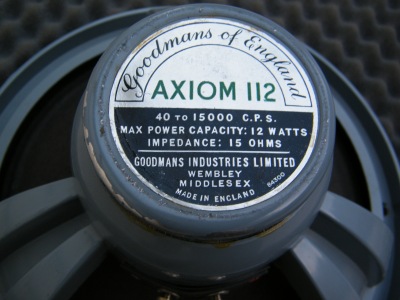 Goodmans of England
AXIOM 112
40 TO 15000 C.P.S.
MAX POWER CAPACITY: 12 WATTS
IMPEDANCE: 15 OHMS
GOODMANS INDUSTRIES LIMITED
WEMBLEY
MIDDLESEX
MADE IN ENGLAND
84300